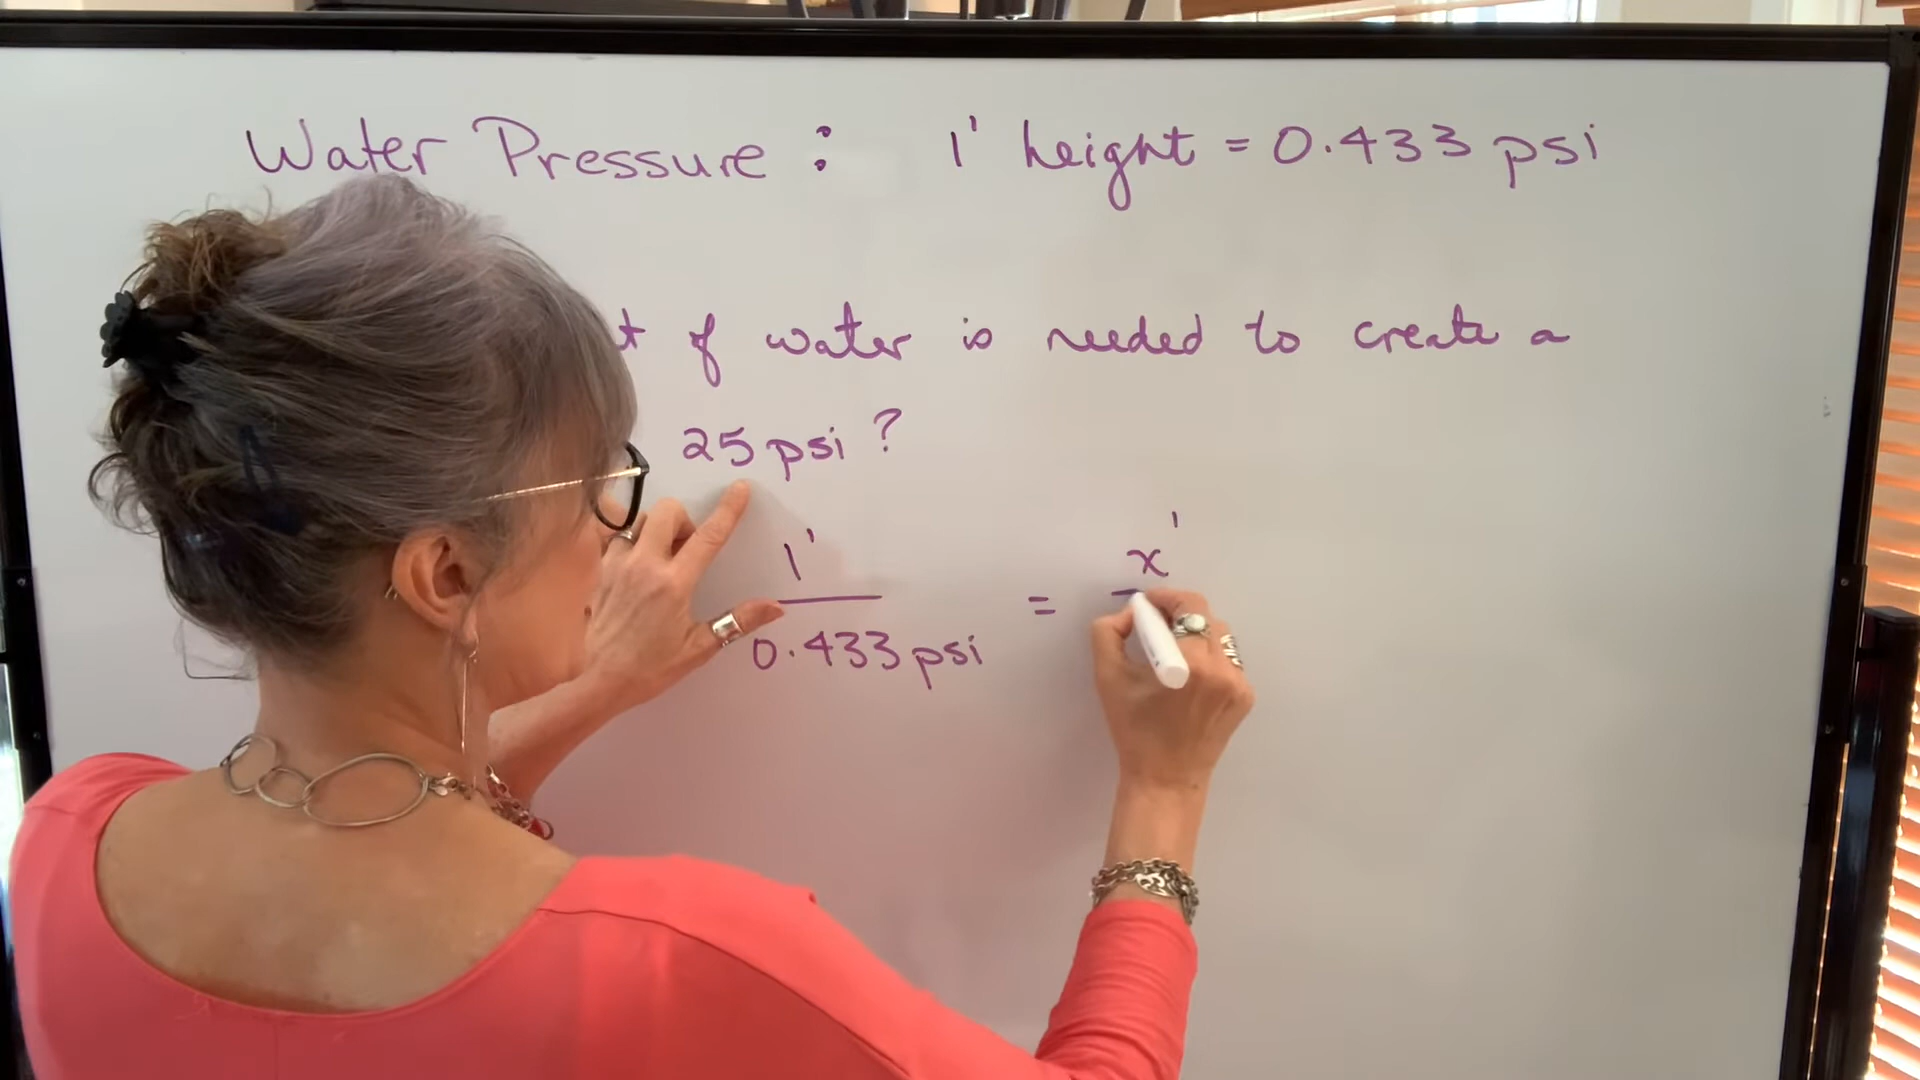 Water Pressure : 1' height = 0.433 psi
of water is needed to create a
25 psi ?
1' = x'
0.433 psi